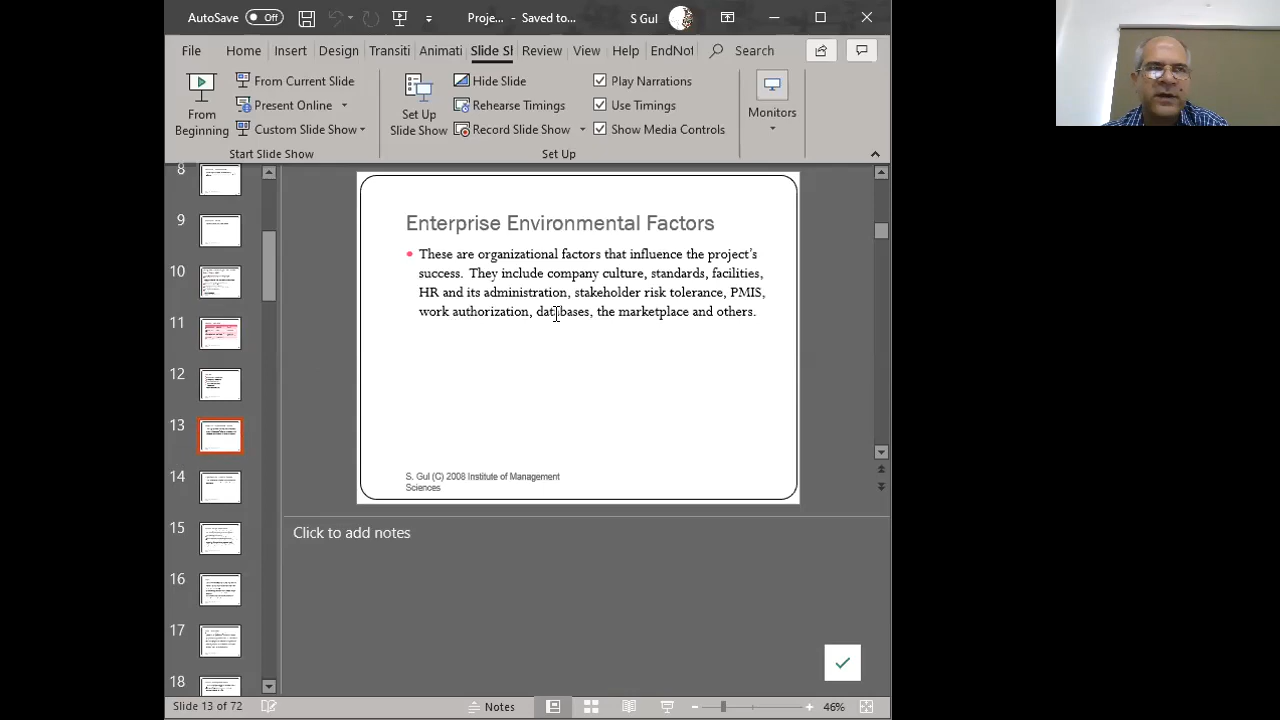 AutoSave Off Proje... - Saved to... S Gul
File Home Insert Design Transiti Animati Slide Sl Review View Help EndNot Search
From Beginning
From Current Slide
Present Online
Custom Slide Show
Start Slide Show
Set Up Slide Show
Hide Slide
Rehearse Timings
Record Slide Show
Play Narrations
Use Timings
Show Media Controls
Set Up
Monitors
8
9
10
11
12
13
14
15
16
17
18
Enterprise Environmental Factors
These are organizational factors that influence the project's
success. They include company culture, standards, facilities,
HR and its administration, stakeholder risk tolerance, PMIS,
work authorization, databases, the marketplace and others.
S. Gul (C) 2008 Institute of Management
Sciences
Click to add notes
Slide 13 of 72 Notes 46%